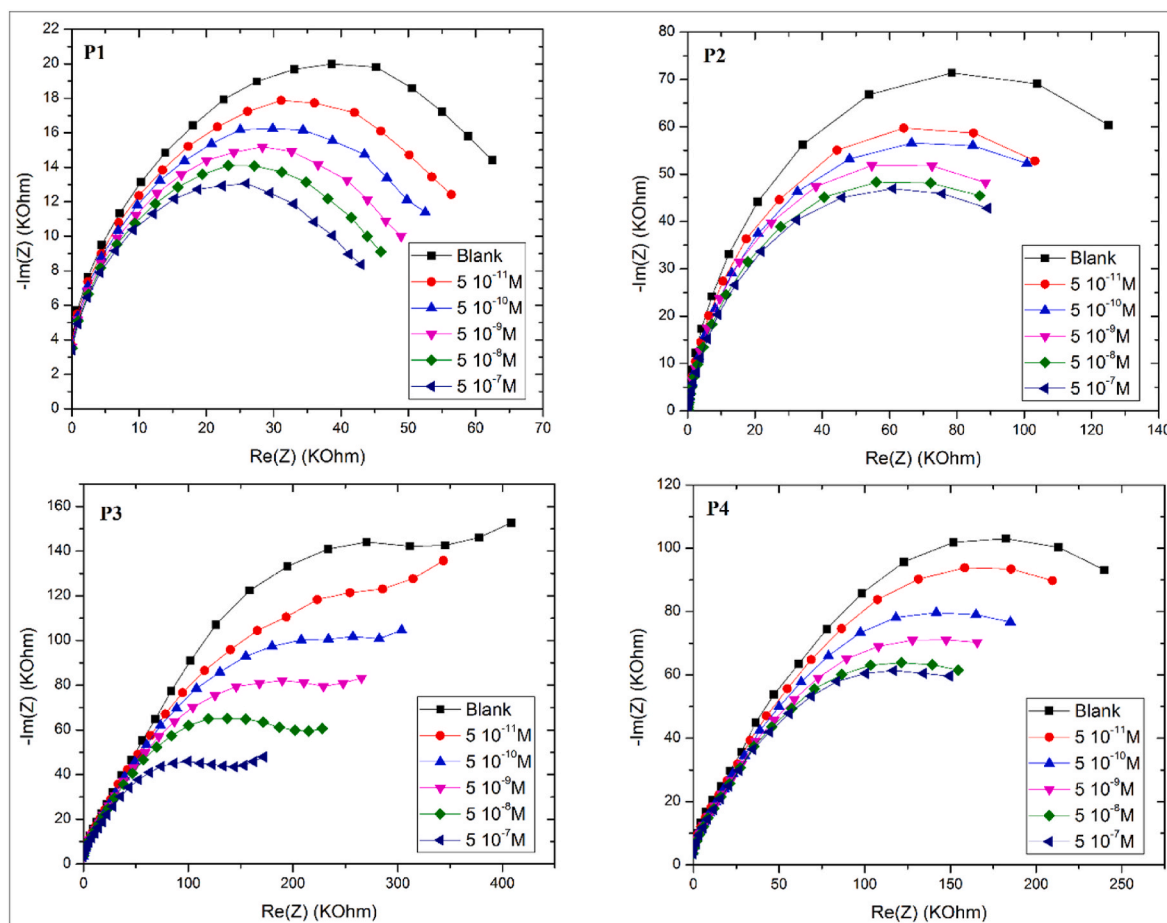 P1
-Im(Z) (KOhm)
20
18
16
14
12
10
8
6
4
2
0
0 10 20 30 40 50 60 70
Re(Z) (KOhm)
Blank
5 10⁻¹¹M
5 10⁻¹⁰M
5 10⁻⁹M
5 10⁻⁸M
5 10⁻⁷M
P2
-Im(Z) (KOhm)
80
70
60
50
40
30
20
10
0
0 20 40 60 80 100 120 140
Re(Z) (KOhm)
Blank
5 10⁻¹¹M
5 10⁻¹⁰M
5 10⁻⁹M
5 10⁻⁸M
5 10⁻⁷M
P3
-Im(Z) (KOhm)
160
140
120
100
80
60
40
20
0
0 100 200 300 400
Re(Z) (KOhm)
Blank
5 10⁻¹¹M
5 10⁻¹⁰M
5 10⁻⁹M
5 10⁻⁸M
5 10⁻⁷M
P4
-Im(Z) (KOhm)
120
100
80
60
40
20
0
0 50 100 150 200 250
Re(Z) (KOhm)
Blank
5 10⁻¹¹M
5 10⁻¹⁰M
5 10⁻⁹M
5 10⁻⁸M
5 10⁻⁷M